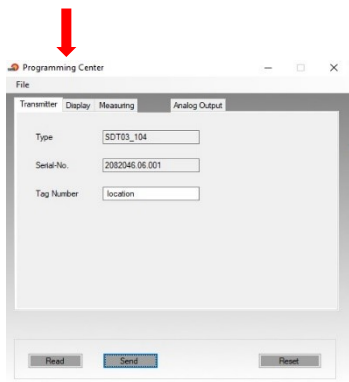 Programming Center
File
Transmitter Display Measuring Analog Output
Type SDT03_104
Serial-No. 2082046.06.001
Tag Number location
Read Send Reset